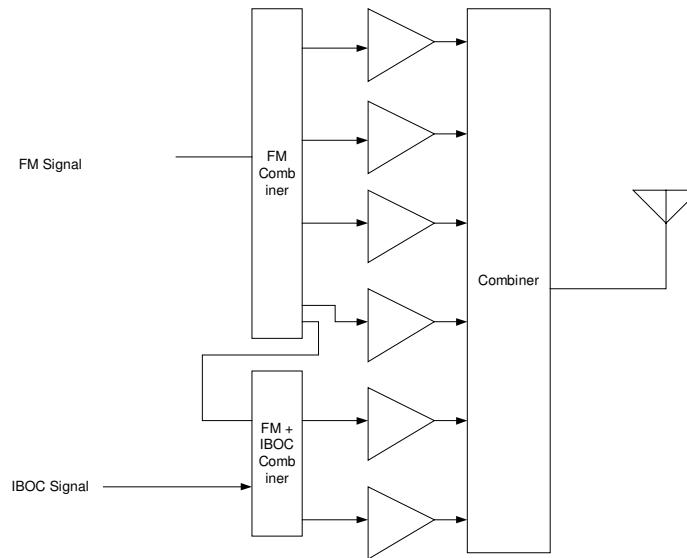 FM Signal
FM
Comb
iner
Combiner
FM +
IBOC
Comb
iner
IBOC Signal